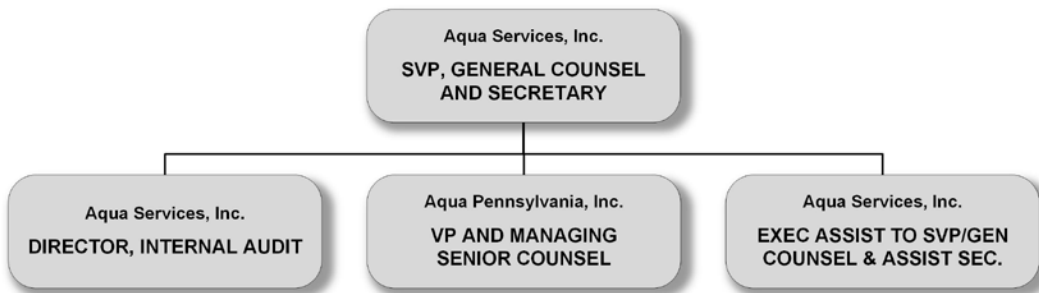 Aqua Services, Inc.
SVP, GENERAL COUNSEL
AND SECRETARY
Aqua Services, Inc.
DIRECTOR, INTERNAL AUDIT
Aqua Pennsylvania, Inc.
VP AND MANAGING
SENIOR COUNSEL
Aqua Services, Inc.
EXEC ASSIST TO SVP/GEN
COUNSEL & ASSIST SEC.